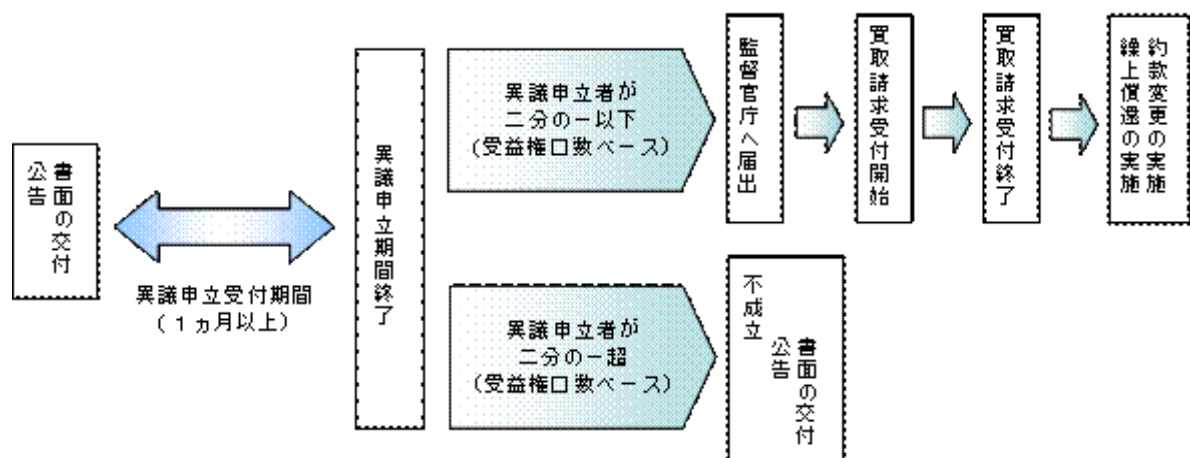 書面の交付
公告
異議申立受付期間
(1ヵ月以上)
異議申立期間終了
異議申立者が
二分の一以下
(受益権口数ベース)
監督官庁へ届出
買取請求受付開始
買取請求受付終了
約款変更の実施
繰上償還の実施
異議申立者が
二分の一超
(受益権口数ベース)
不成立
書面の交付
公告